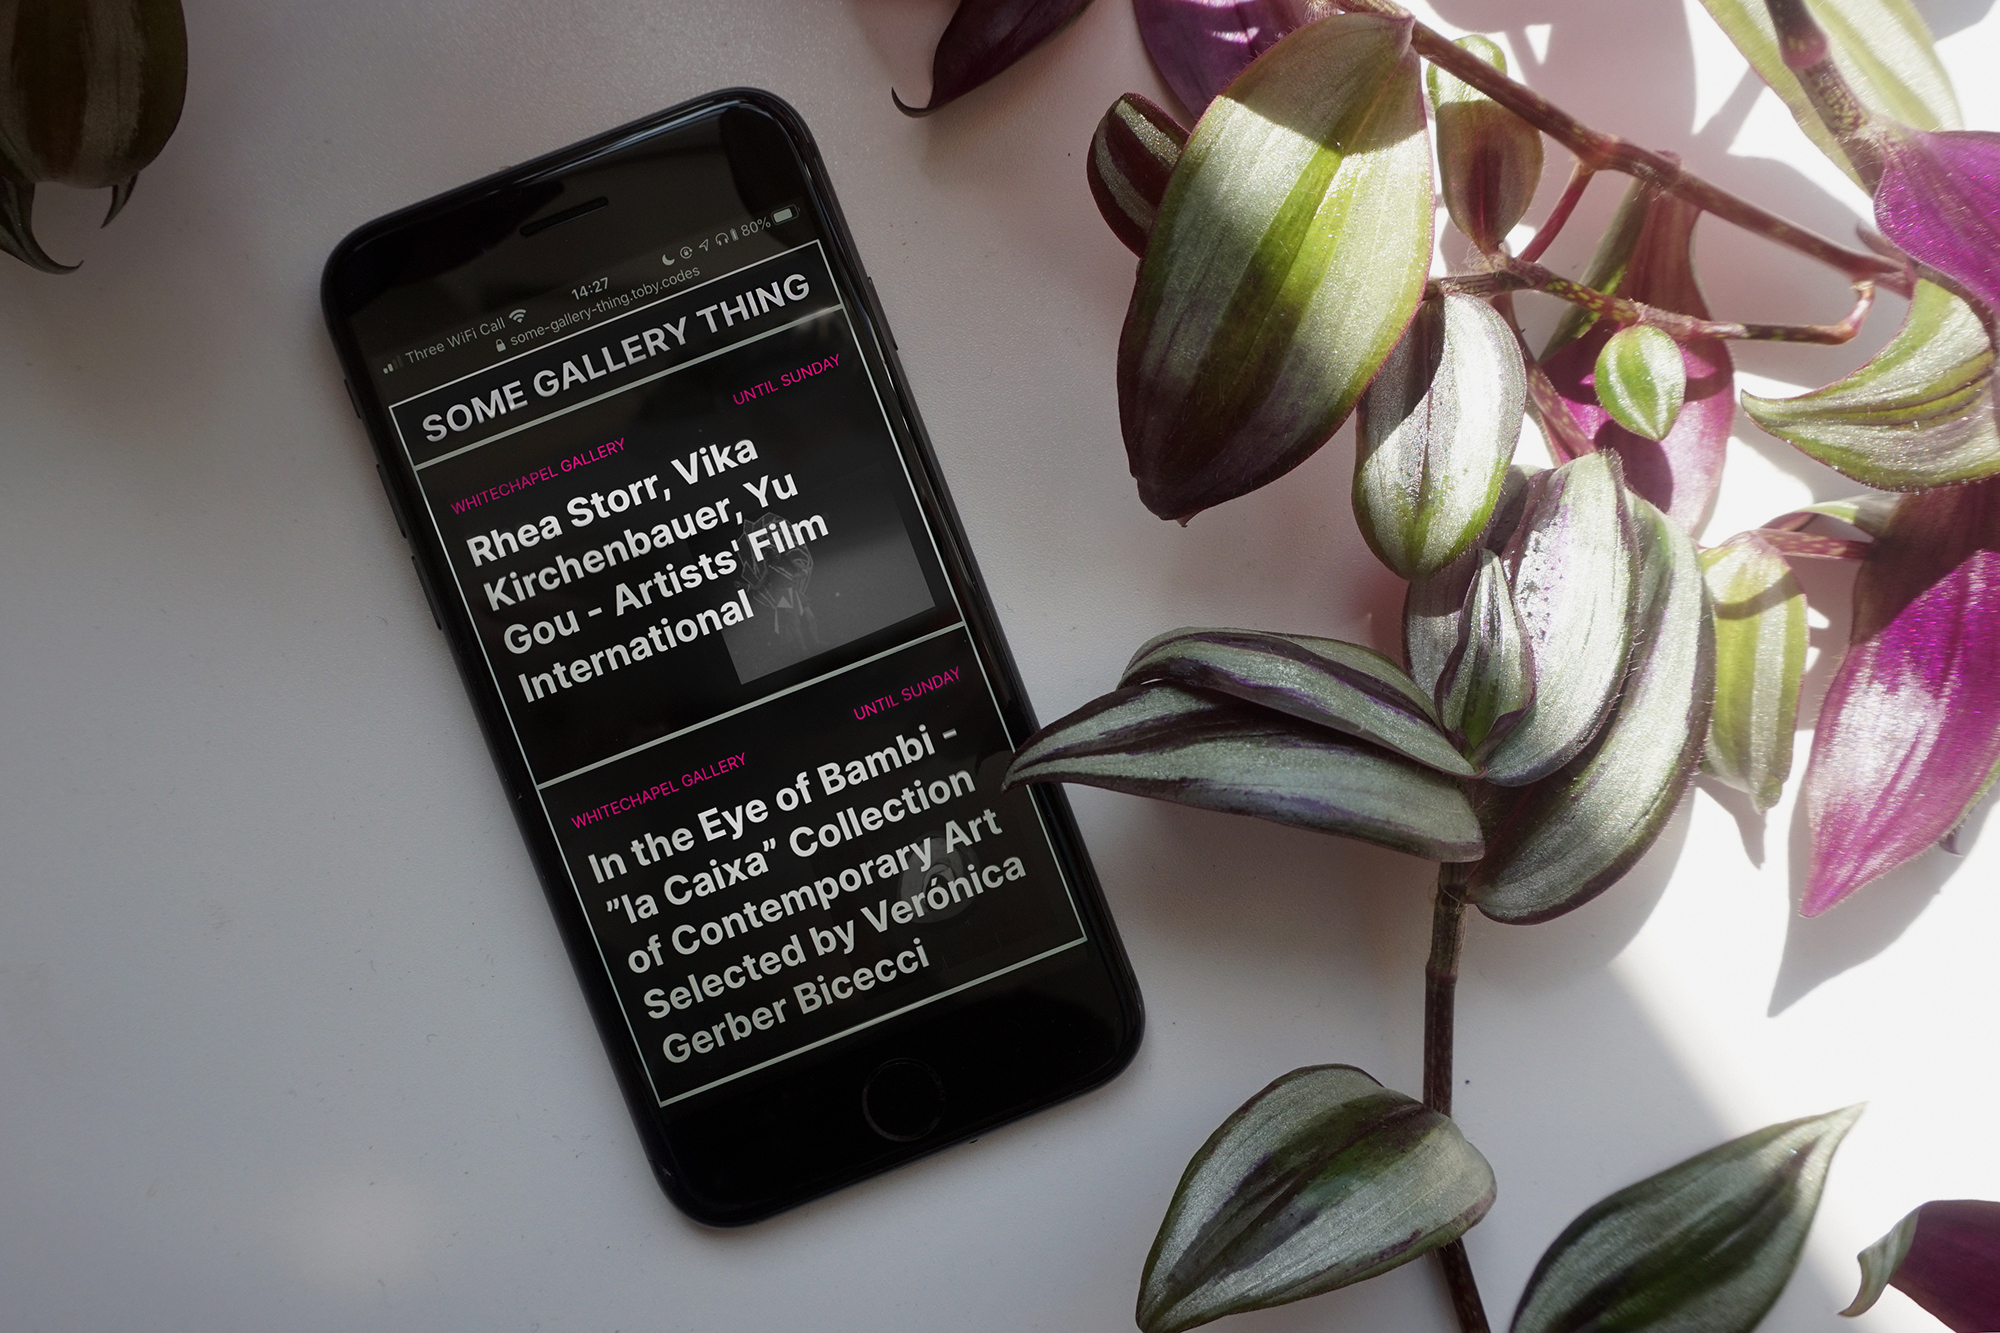 Three WiFi Call 14:27 80%
some-gallery-thing.toby.codes
SOME GALLERY THING
WHITECHAPEL GALLERY UNTIL SUNDAY
Rhea Storr, Vika
Kirchenbauer, Yu
Gou - Artists' Film
International
WHITECHAPEL GALLERY UNTIL SUNDAY
In the Eye of Bambi -
”la Caixa” Collection
of Contemporary Art
Selected by Verónica
Gerber Bicecci